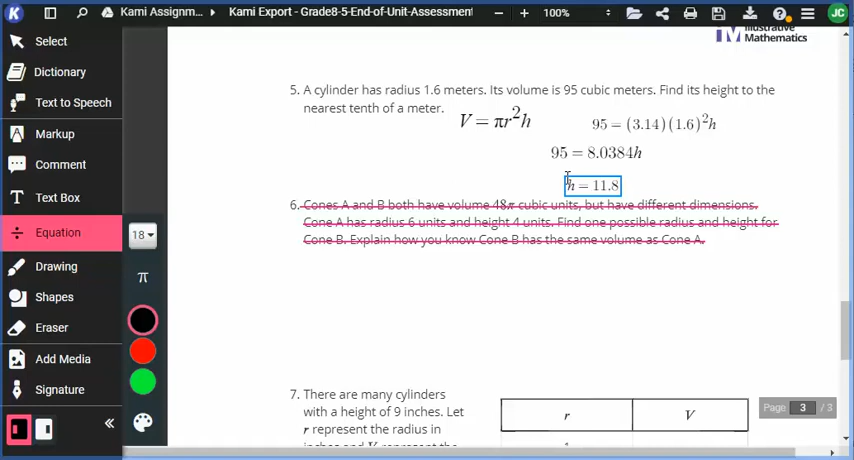 Kami Assignm...
Kami Export - Grade8-5-End-of-Unit-Assessment
100%
JC
Select
Dictionary
Text to Speech
Markup
Comment
Text Box
Equation
Drawing
Shapes
Eraser
Add Media
Signature
18
π
Illustrative
Mathematics
5. A cylinder has radius 1.6 meters. Its volume is 95 cubic meters. Find its height to the
nearest tenth of a meter.
V = πr²h
95 = (3.14)(1.6)²h
95 = 8.0384h
h = 11.8
6. Cones A and B both have volume 48π cubic units, but have different dimensions.
Cone A has radius 6 units and height 4 units. Find one possible radius and height for
Cone B. Explain how you know Cone B has the same volume as Cone A.
7. There are many cylinders
with a height of 9 inches. Let
r represent the radius in
inches and V represent the
r V
1
Page 3 / 3